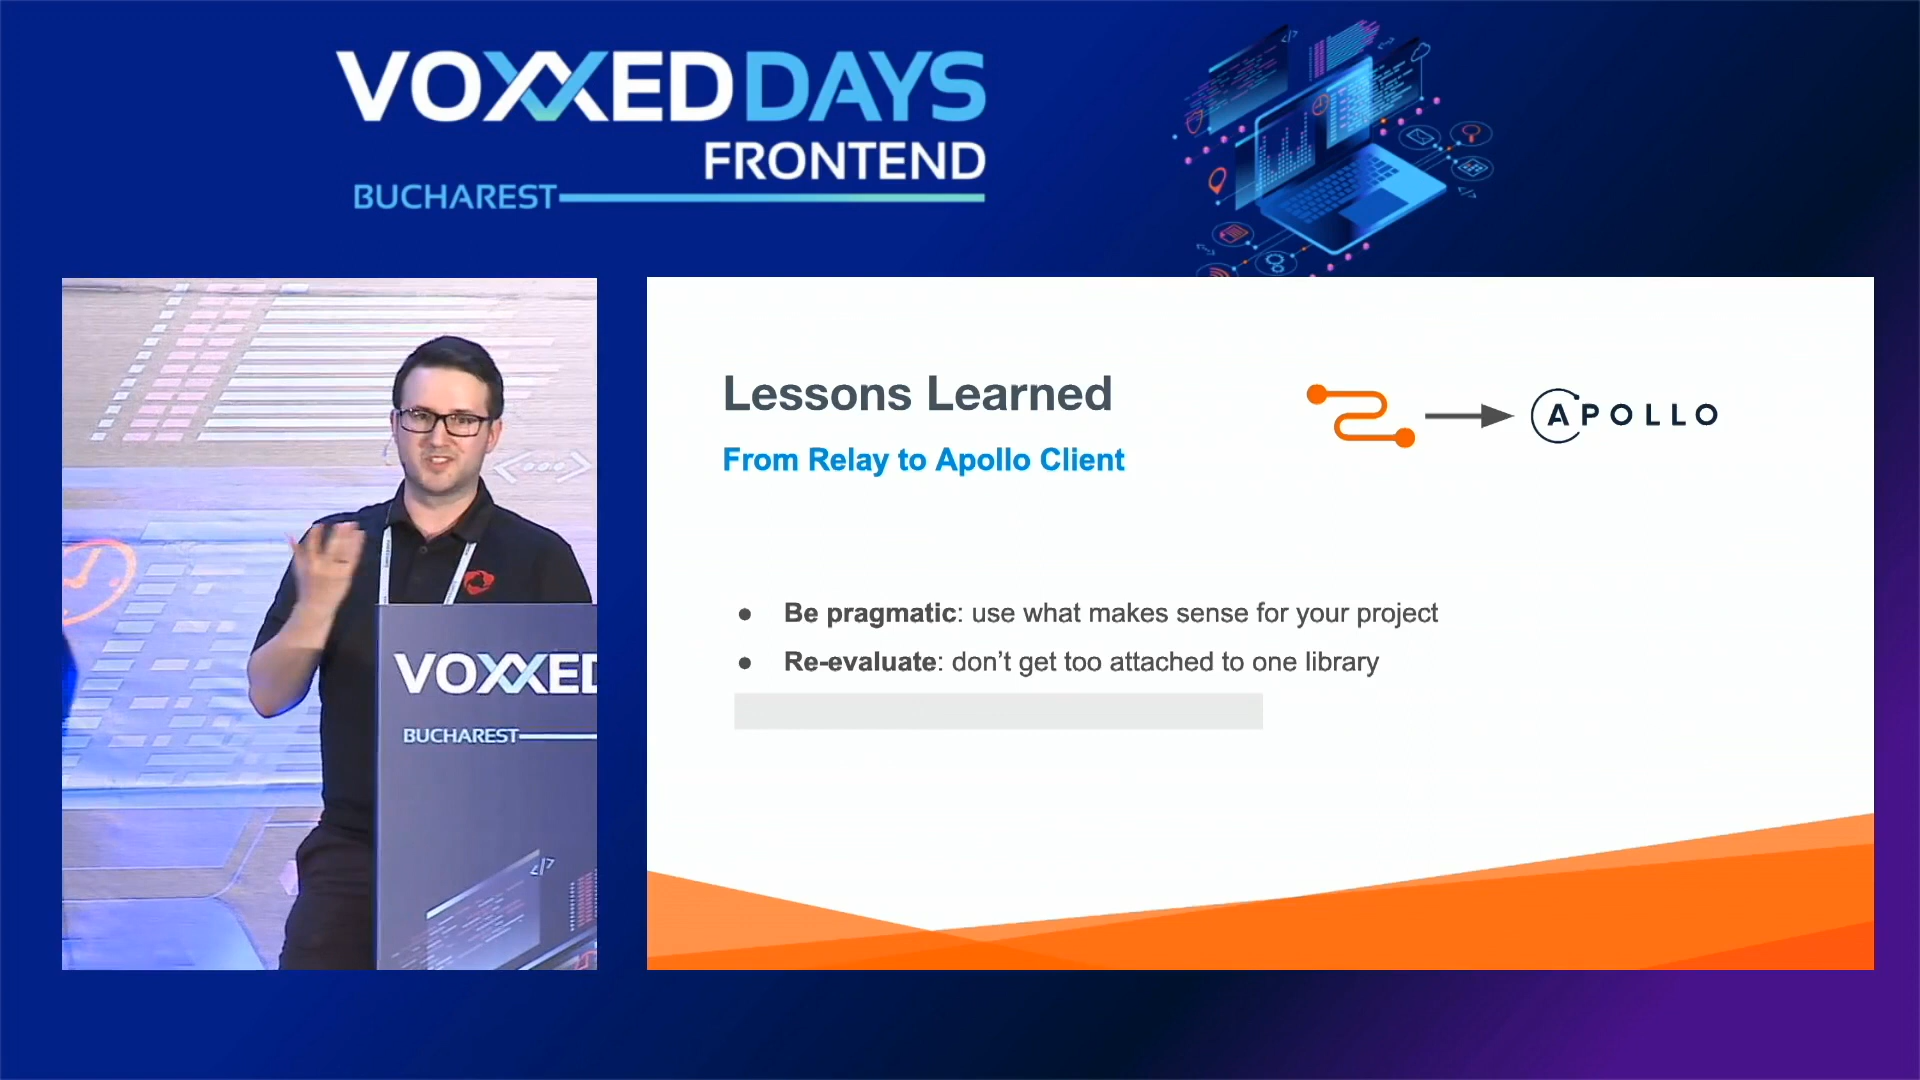 VOXXED DAYS
FRONTEND
BUCHAREST
Lessons Learned
From Relay to Apollo Client
APOLLO
● Be pragmatic: use what makes sense for your project
● Re-evaluate: don’t get too attached to one library
VOXXED
BUCHAREST